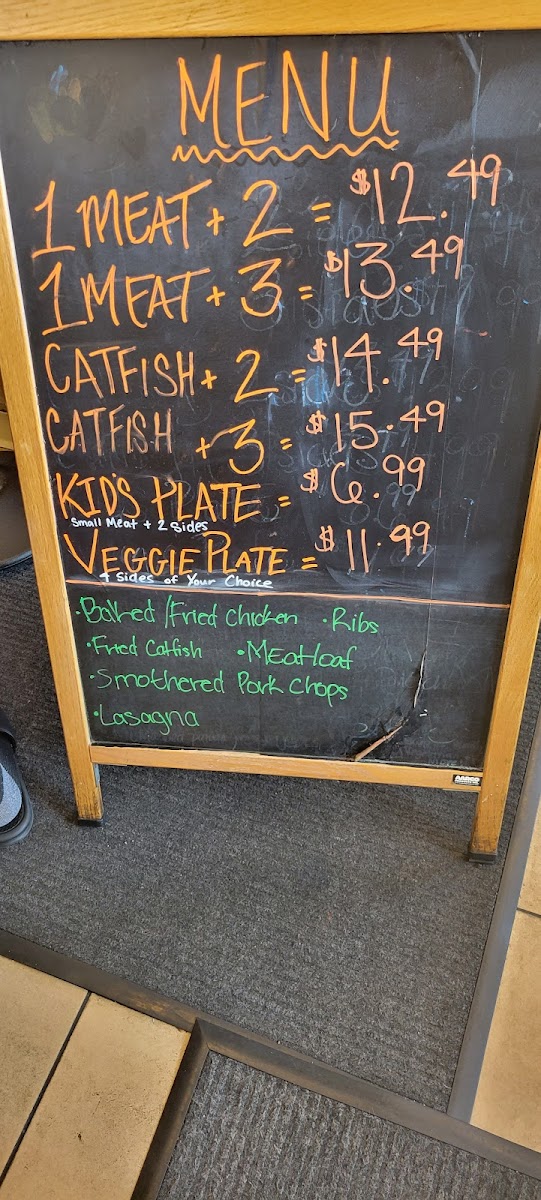 MENU
1 MEAT + 2 = $12.49
1 MEAT + 3 = $13.49
CATFISH + 2 = $14.49
CATFISH + 3 = $15.49
KID'S PLATE = $6.99
Small Meat + 2 Sides
VEGGIE PLATE = $11.99
4 sides of Your Choice
•Baked/Fried Chicken •Ribs
•Fried Catfish •Meatloaf
•Smothered Pork Chops
•Lasagna
AARCO